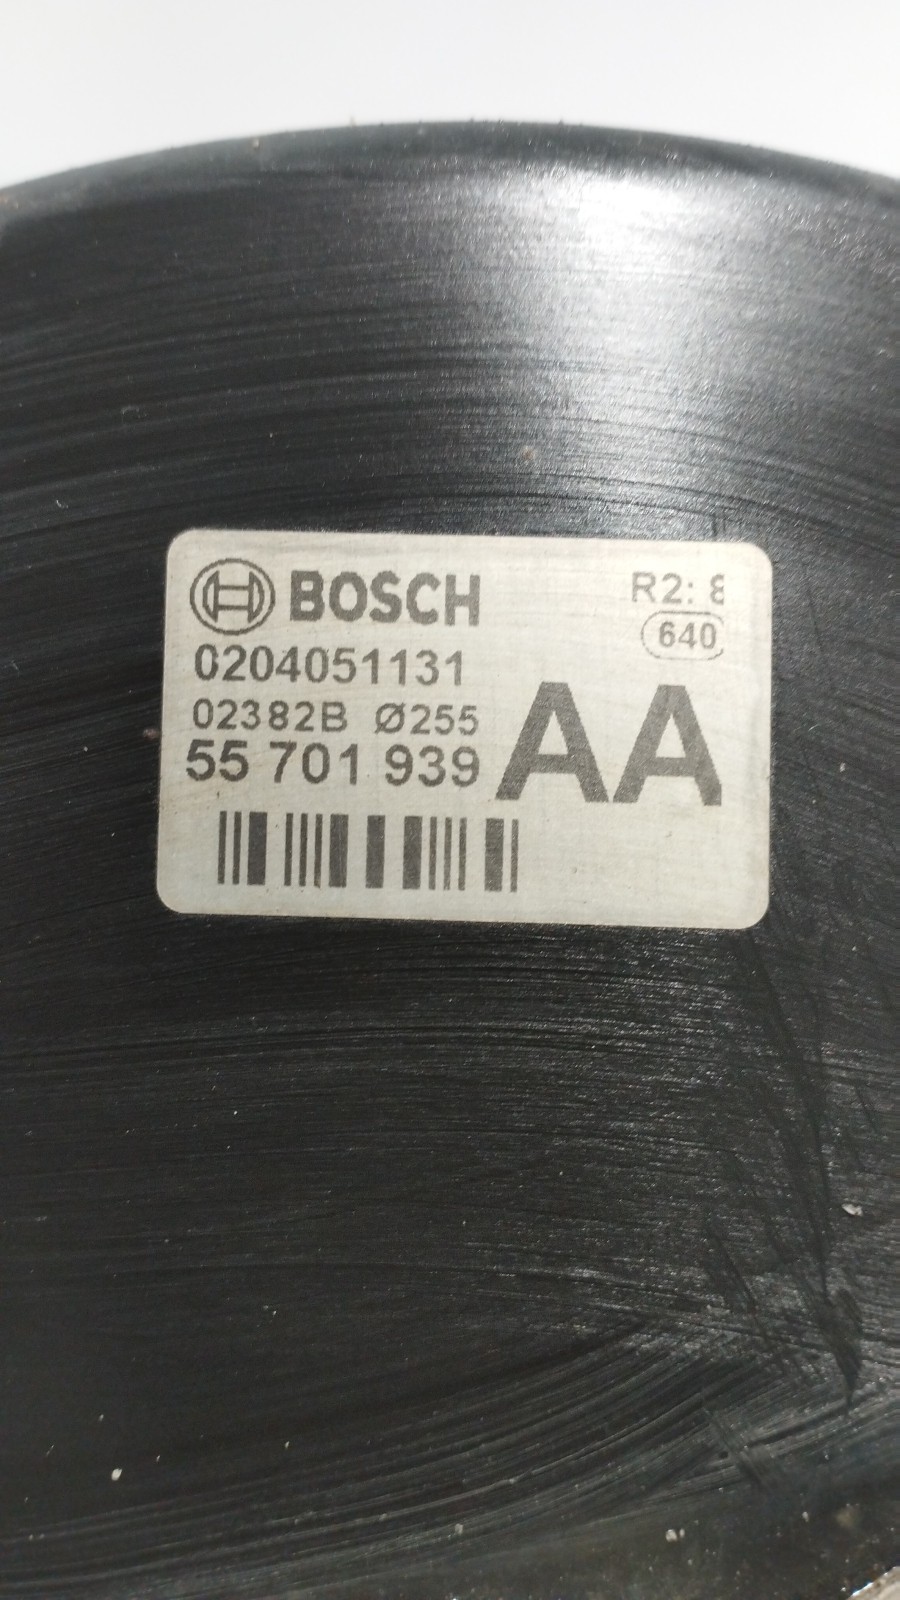 BOSCH R2: 8
640
0204051131
02382B Ø255
55 701 939 AA